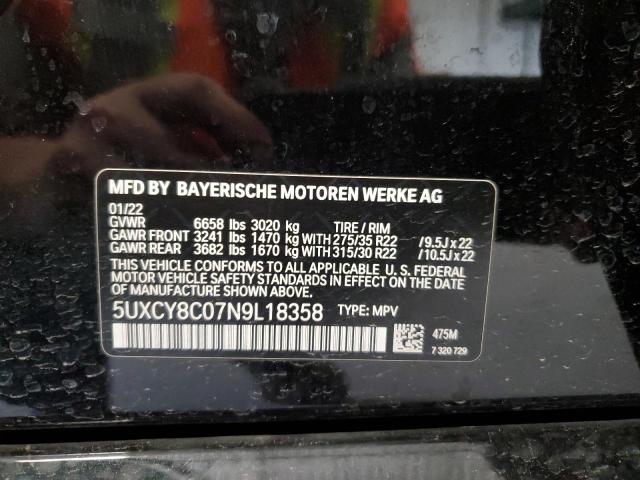 MFD BY BAYERISCHE MOTOREN WERKE AG
01/22
GVWR 6658 lbs 3020 kg TIRE / RIM
GAWR FRONT 3241 lbs 1470 kg WITH 275/35 R22 /9.5J x 22
GAWR REAR 3682 lbs 1670 kg WITH 315/30 R22 /10.5J x 22
THIS VEHICLE CONFORMS TO ALL APPLICABLE U. S. FEDERAL
MOTOR VEHICLE SAFETY STANDARDS IN EFFECT ON THE DATE
OF MANUFACTURE SHOWN ABOVE.
5UXCY8C07N9L18358 TYPE: MPV
475M
7 320 729